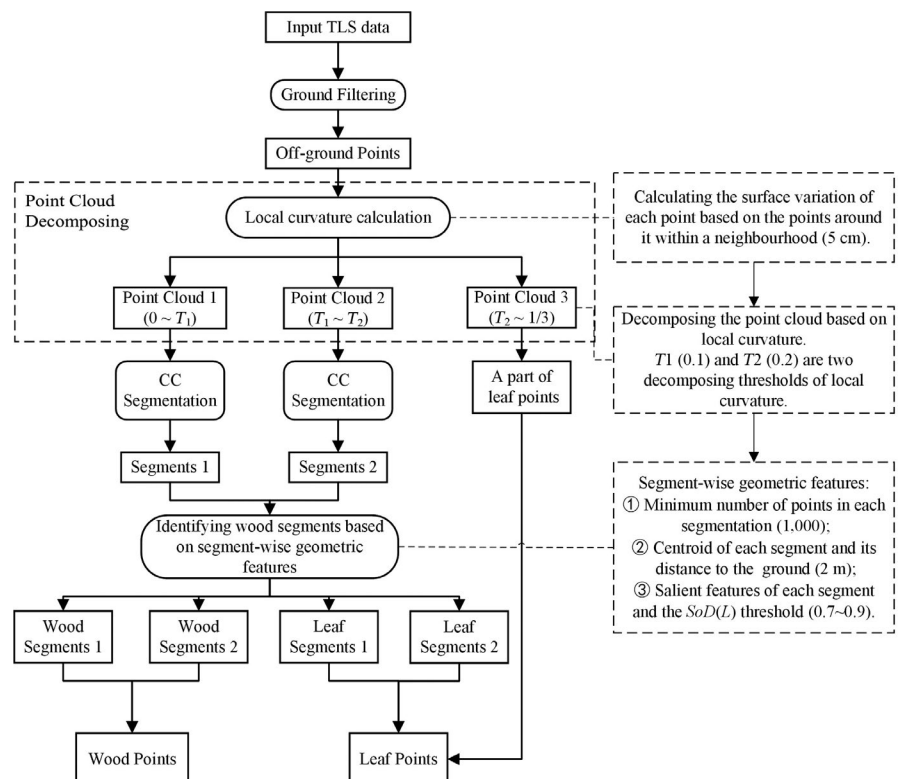 Input TLS data
Ground Filtering
Off-ground Points
Point Cloud
Decomposing
Local curvature calculation
Calculating the surface variation of
each point based on the points around
it within a neighbourhood (5 cm).
Point Cloud 1
(0 ~ T₁)
Point Cloud 2
(T₁ ~ T₂)
Point Cloud 3
(T₂ ~ 1/3)
Decomposing the point cloud based on
local curvature.
T1 (0.1) and T2 (0.2) are two
decomposing thresholds of local
curvature.
CC
Segmentation
CC
Segmentation
A part of
leaf points
Segments 1
Segments 2
Identifying wood segments based
on segment-wise geometric
features
Segment-wise geometric features:
① Minimum number of points in each
segmentation (1,000);
② Centroid of each segment and its
distance to the ground (2 m);
③ Salient features of each segment
and the SoD(L) threshold (0.7~0.9).
Wood
Segments 1
Wood
Segments 2
Leaf
Segments 1
Leaf
Segments 2
Wood Points
Leaf Points